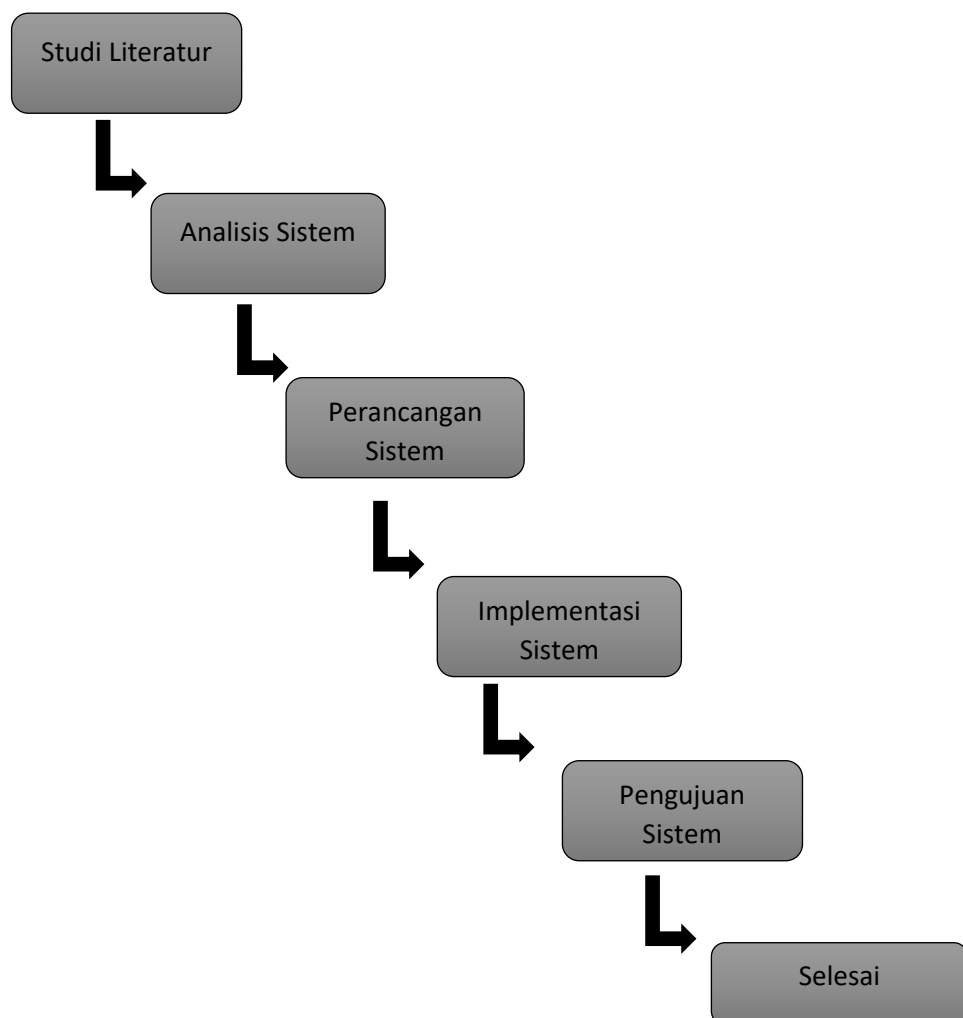 Studi Literatur
Analisis Sistem
Perancangan
Sistem
Implementasi
Sistem
Pengujuan
Sistem
Selesai